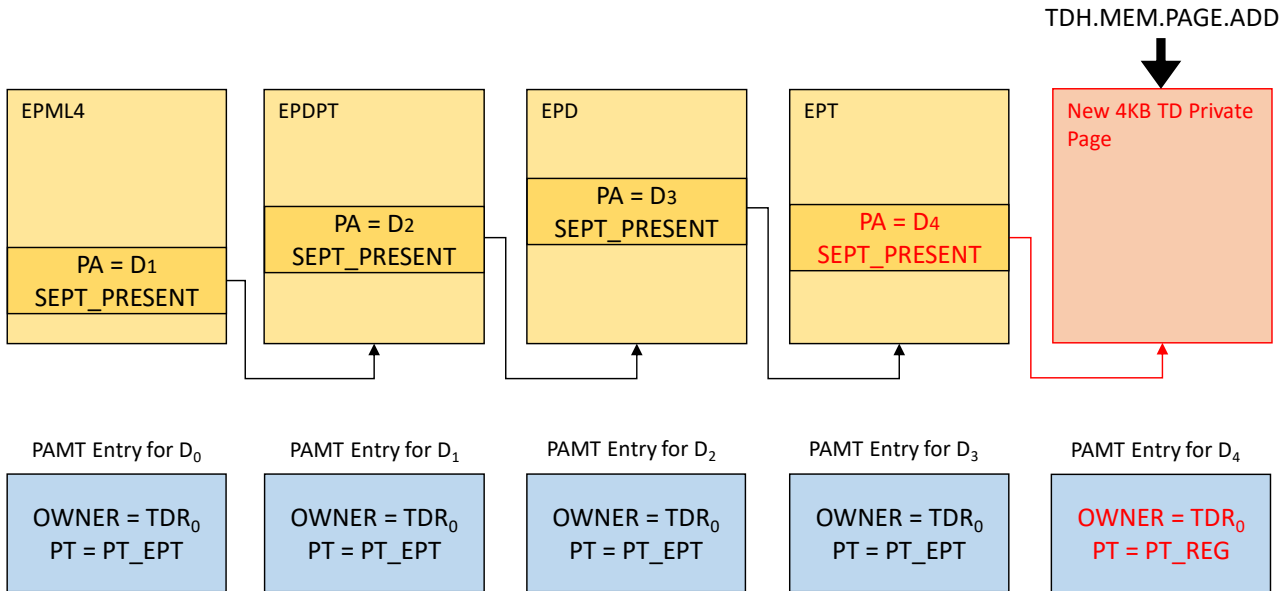 TDH.MEM.PAGE.ADD
EPML4
PA = D1
SEPT_PRESENT
EPDPT
PA = D2
SEPT_PRESENT
EPD
PA = D3
SEPT_PRESENT
EPT
PA = D4
SEPT_PRESENT
New 4KB TD Private
Page
PAMT Entry for D₀
OWNER = TDR₀
PT = PT_EPT
PAMT Entry for D₁
OWNER = TDR₀
PT = PT_EPT
PAMT Entry for D₂
OWNER = TDR₀
PT = PT_EPT
PAMT Entry for D₃
OWNER = TDR₀
PT = PT_EPT
PAMT Entry for D₄
OWNER = TDR₀
PT = PT_REG